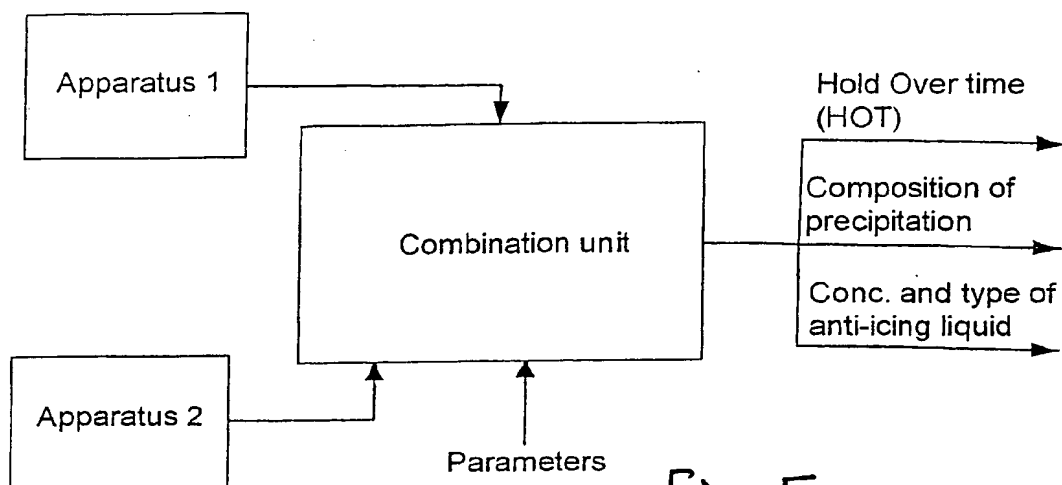 Apparatus 1
Hold Over time
(HOT)
Composition of
precipitation
Combination unit
Conc. and type of
anti-icing liquid
Apparatus 2
Parameters